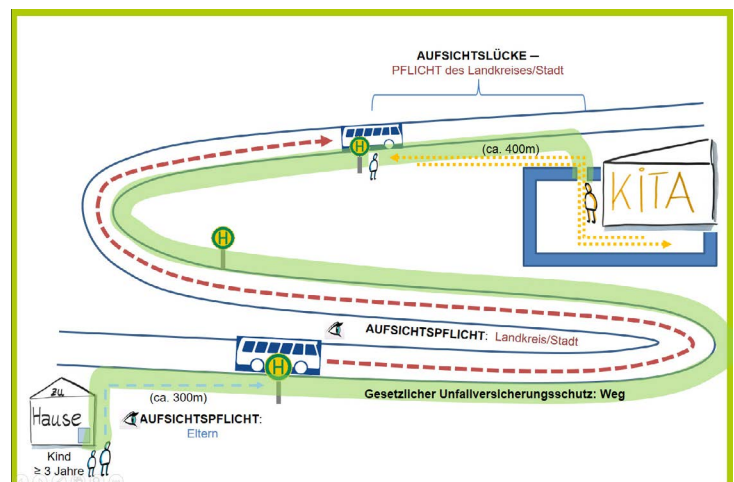 AUFSICHTSLÜCKE –
PFLICHT des Landkreises/Stadt
H
(ca. 400m)
KiTA
H
AUFSICHTSPFLICHT: Landkreis/Stadt
H
zu
Hause
(ca. 300m)
Gesetzlicher Unfallversicherungsschutz: Weg
AUFSICHTSPFLICHT:
Eltern
Kind
≥ 3 Jahre